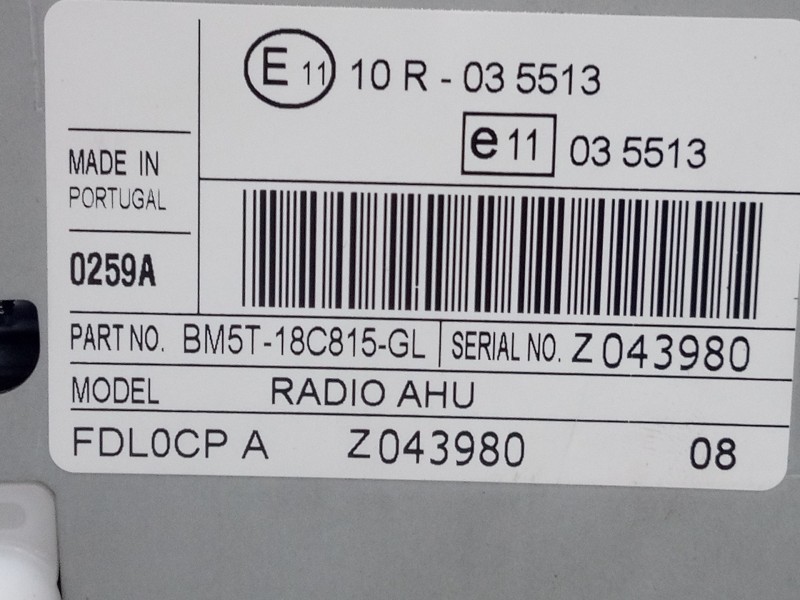 E 11 10 R - 03 5513
e 11 03 5513
MADE IN
PORTUGAL
0259A
PART NO. BM5T-18C815-GL SERIAL NO. Z043980
MODEL RADIO AHU
FDL0CP A Z043980 08